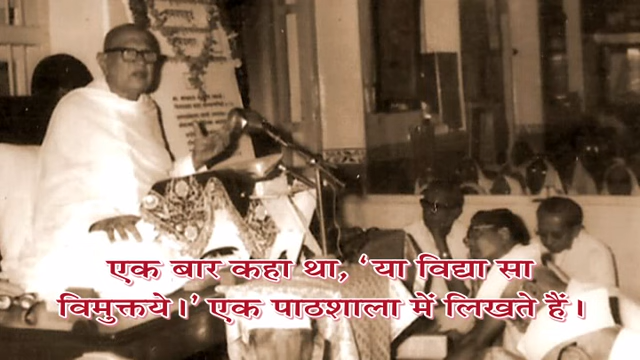 एक बार कहा था, ‘या विद्या सा
विमुक्तये।’ एक पाठशाला में लिखते हैं।